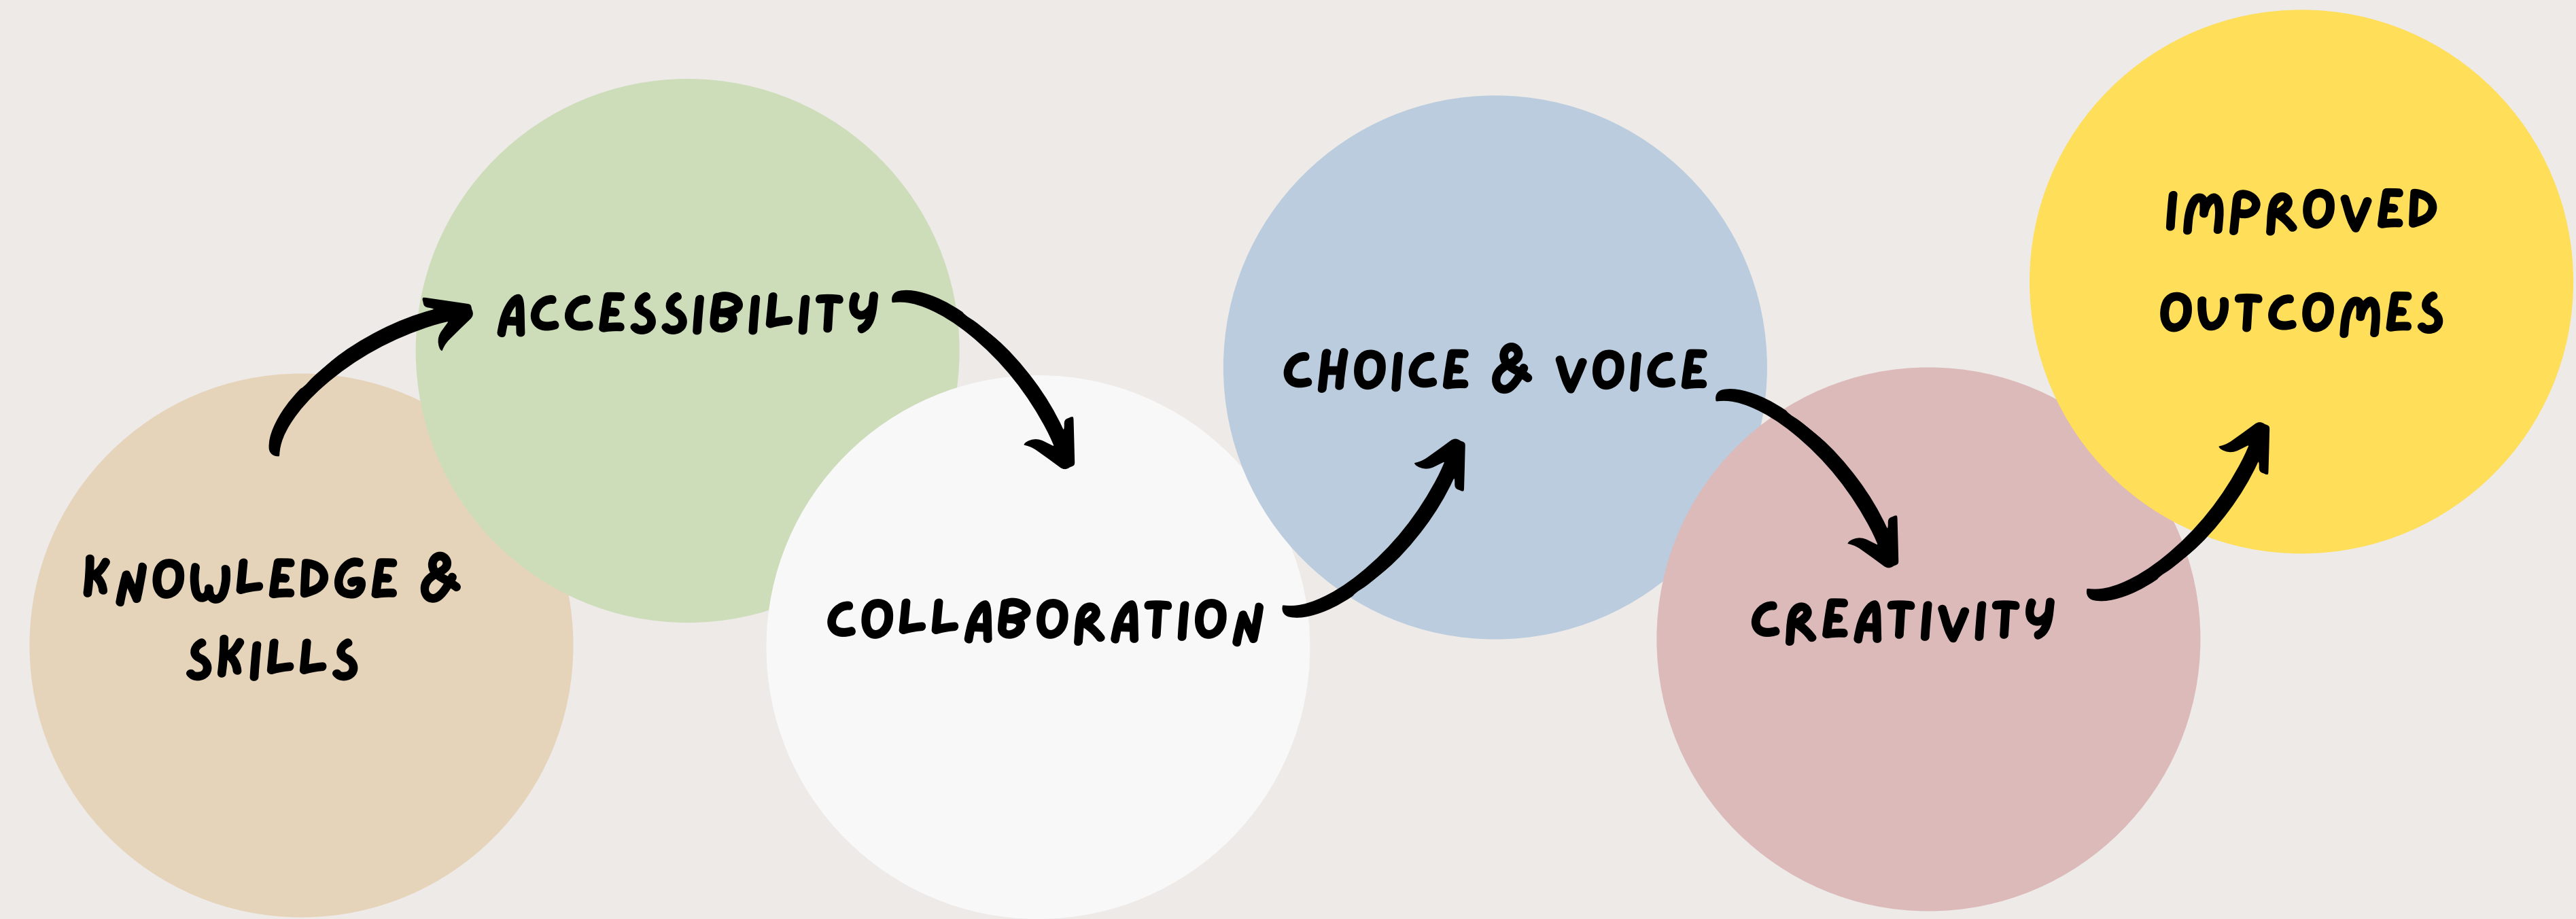 KNOWLEDGE &
SKILLS
ACCESSIBILITY
COLLABORATION
CHOICE & VOICE
CREATIVITY
IMPROVED
OUTCOMES